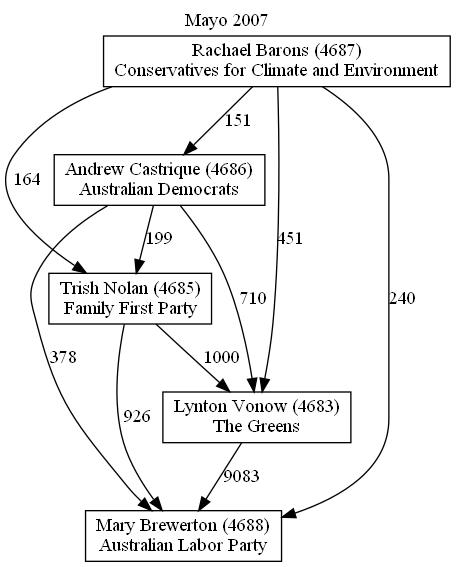 Mayo 2007
Rachael Barons (4687)
Conservatives for Climate and Environment
151
Andrew Castrique (4686)
Australian Democrats
164
199
451
Trish Nolan (4685)
Family First Party
710
240
378
1000
Lynton Vonow (4683)
The Greens
926
9083
Mary Brewerton (4688)
Australian Labor Party